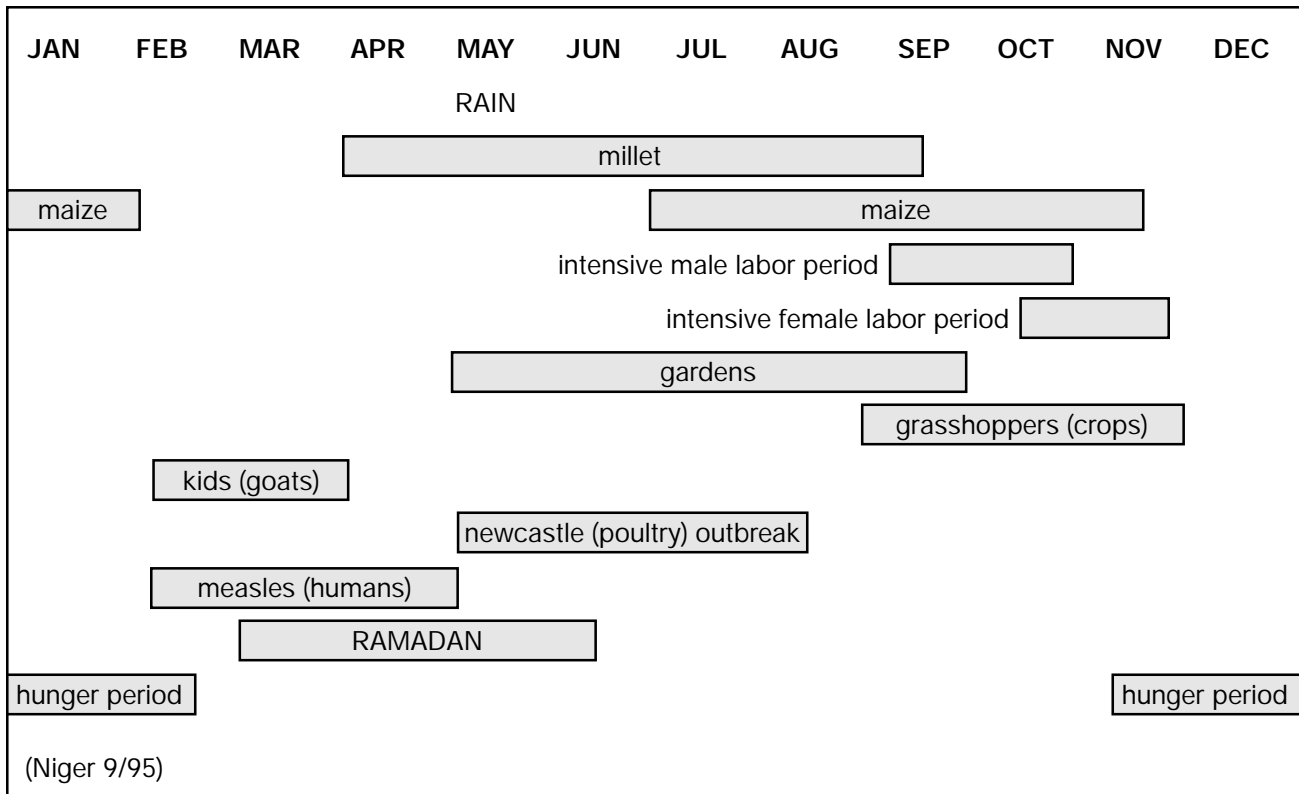 JAN FEB MAR APR MAY JUN JUL AUG SEP OCT NOV DEC
RAIN
millet
maize maize
intensive male labor period
intensive female labor period
gardens
grasshoppers (crops)
kids (goats)
newcastle (poultry) outbreak
measles (humans)
RAMADAN
hunger period hunger period
(Niger 9/95)